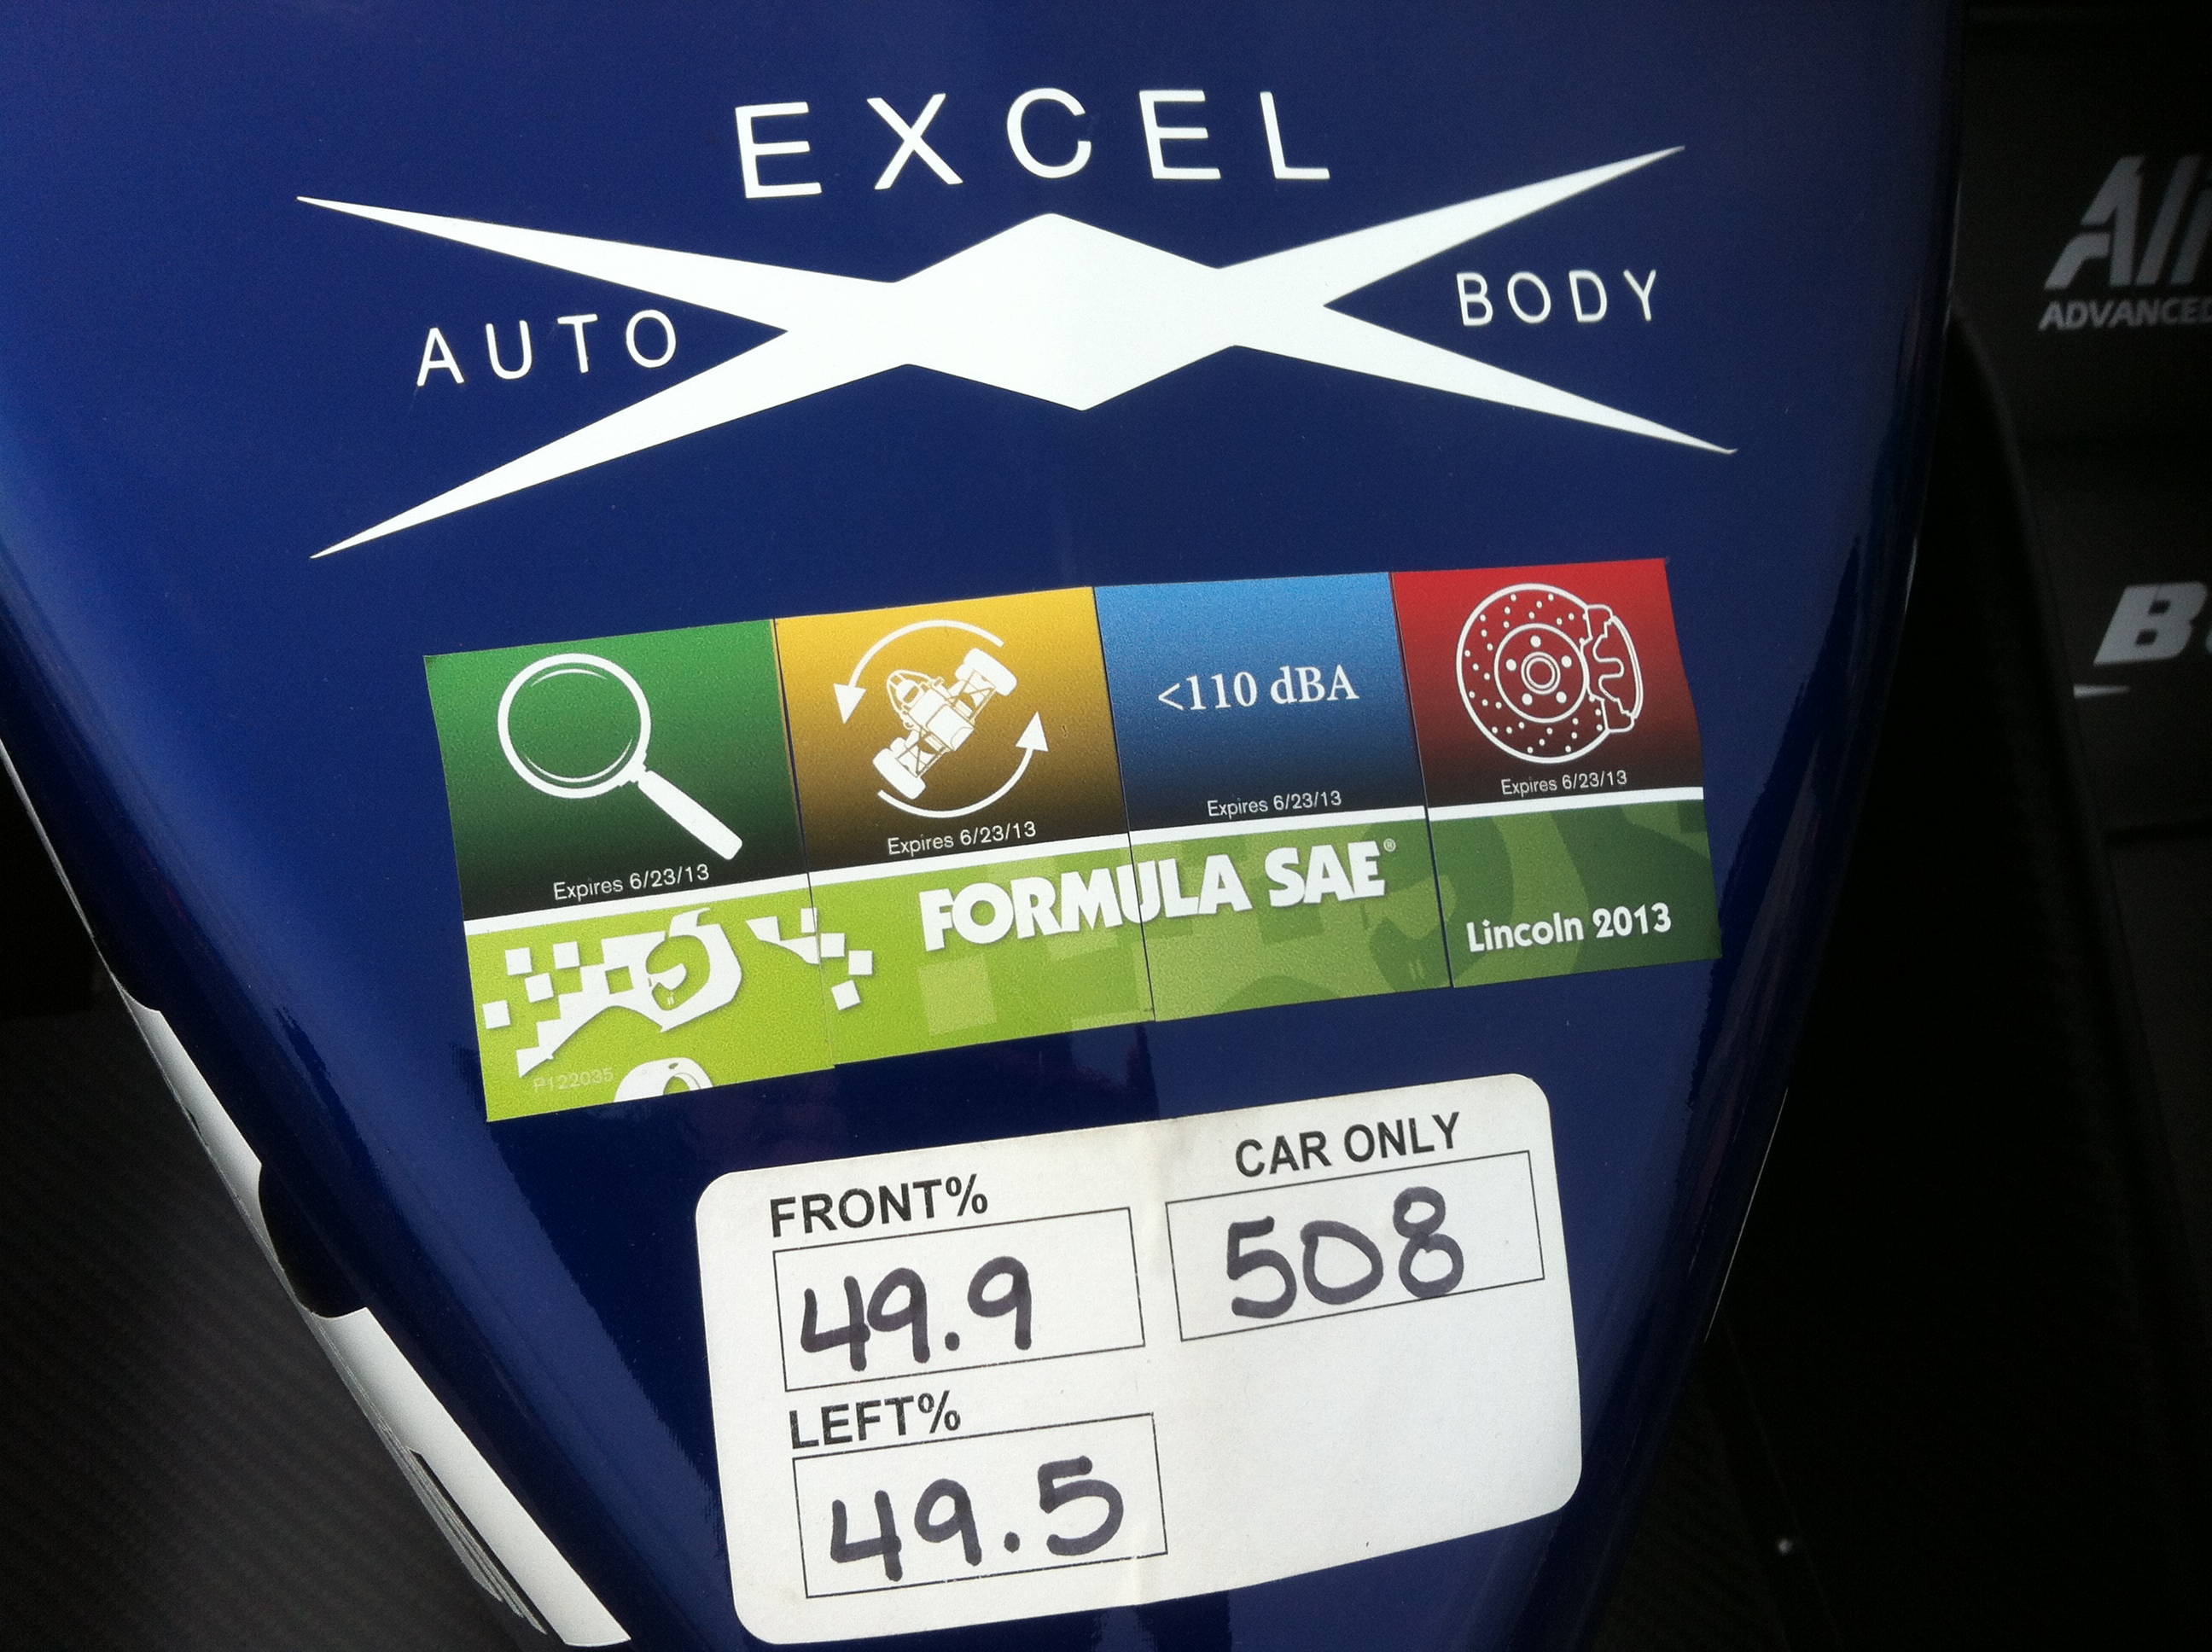 EXCEL
AUTO BODY
<110 dBA
Expires 6/23/13
Expires 6/23/13
Expires 6/23/13
Expires 6/23/13
FORMULA SAE®
Lincoln 2013
P122035
FRONT%
49.9
CAR ONLY
508
LEFT%
49.5
ADVANCED